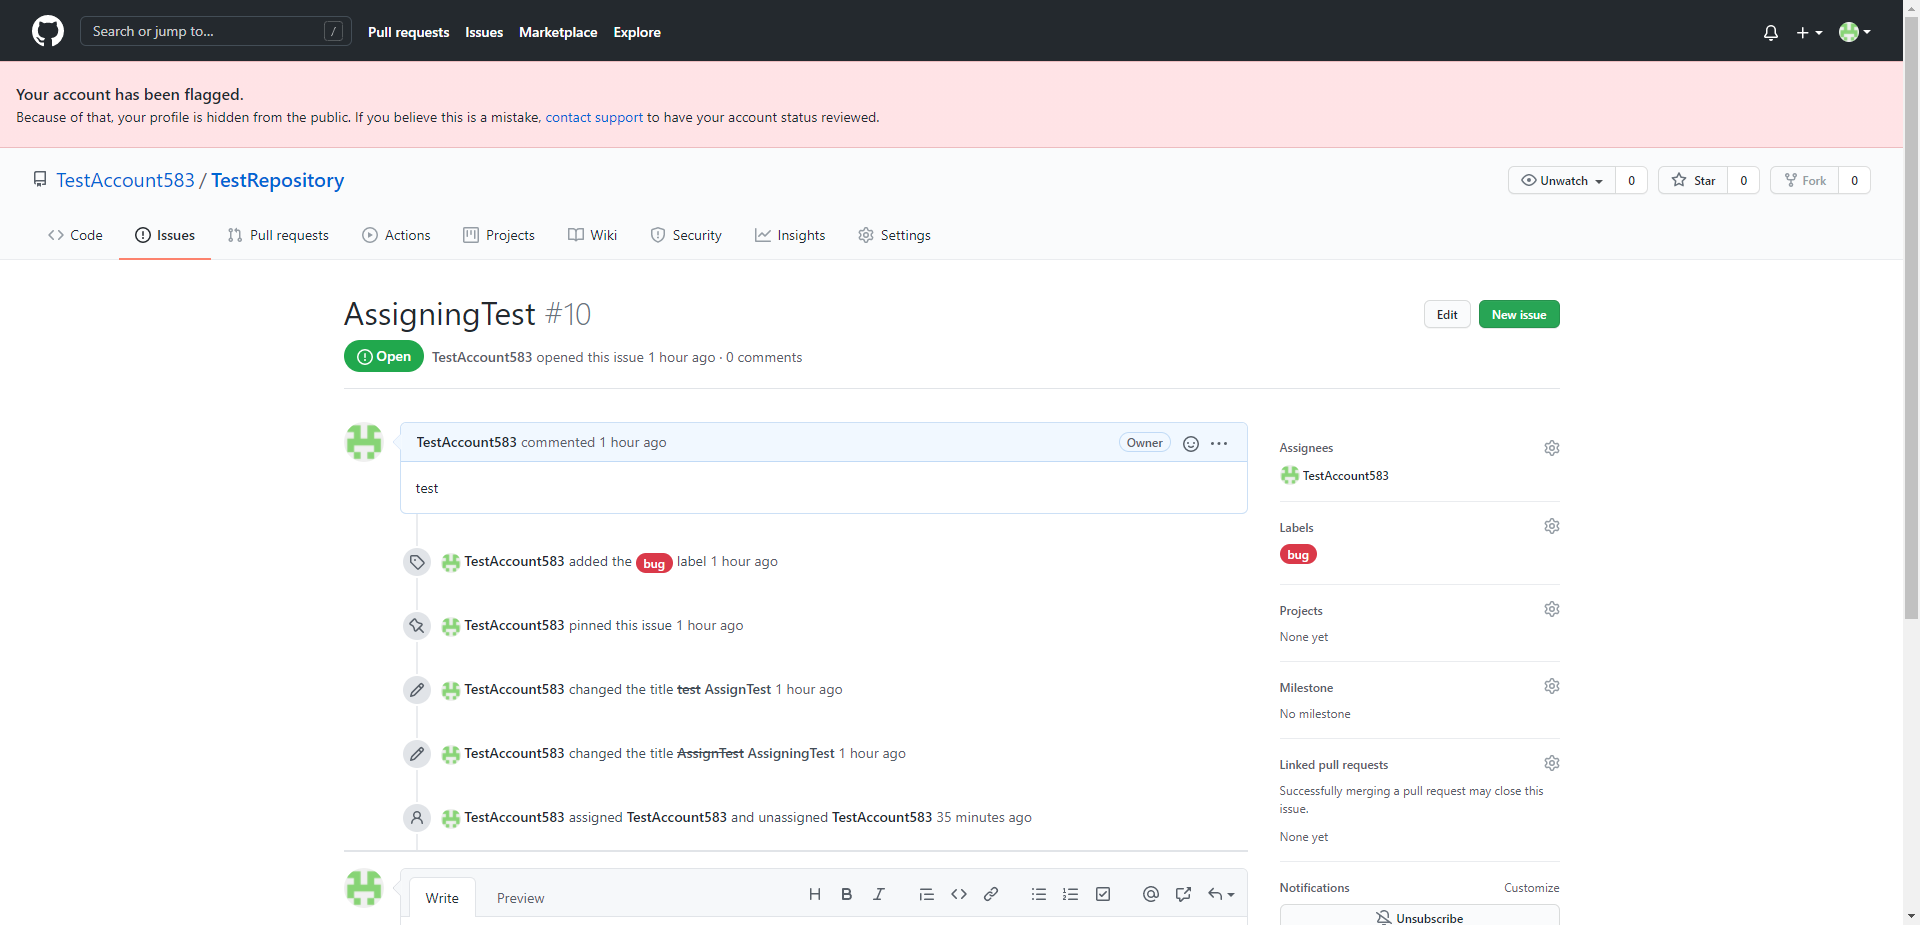 Search or jump to... /
Pull requests Issues Marketplace Explore
Your account has been flagged.
Because of that, your profile is hidden from the public. If you believe this is a mistake, contact support to have your account status reviewed.
TestAccount583 / TestRepository
Unwatch 0 Star 0 Fork 0
Code Issues Pull requests Actions Projects Wiki Security Insights Settings
AssigningTest #10
Edit New issue
Open TestAccount583 opened this issue 1 hour ago · 0 comments
TestAccount583 commented 1 hour ago Owner
test
TestAccount583 added the bug label 1 hour ago
TestAccount583 pinned this issue 1 hour ago
TestAccount583 changed the title test AssignTest 1 hour ago
TestAccount583 changed the title AssignTest AssigningTest 1 hour ago
TestAccount583 assigned TestAccount583 and unassigned TestAccount583 35 minutes ago
Write Preview
Assignees
TestAccount583
Labels
bug
Projects
None yet
Milestone
No milestone
Linked pull requests
Successfully merging a pull request may close this
issue.
None yet
Notifications Customize
Unsubscribe